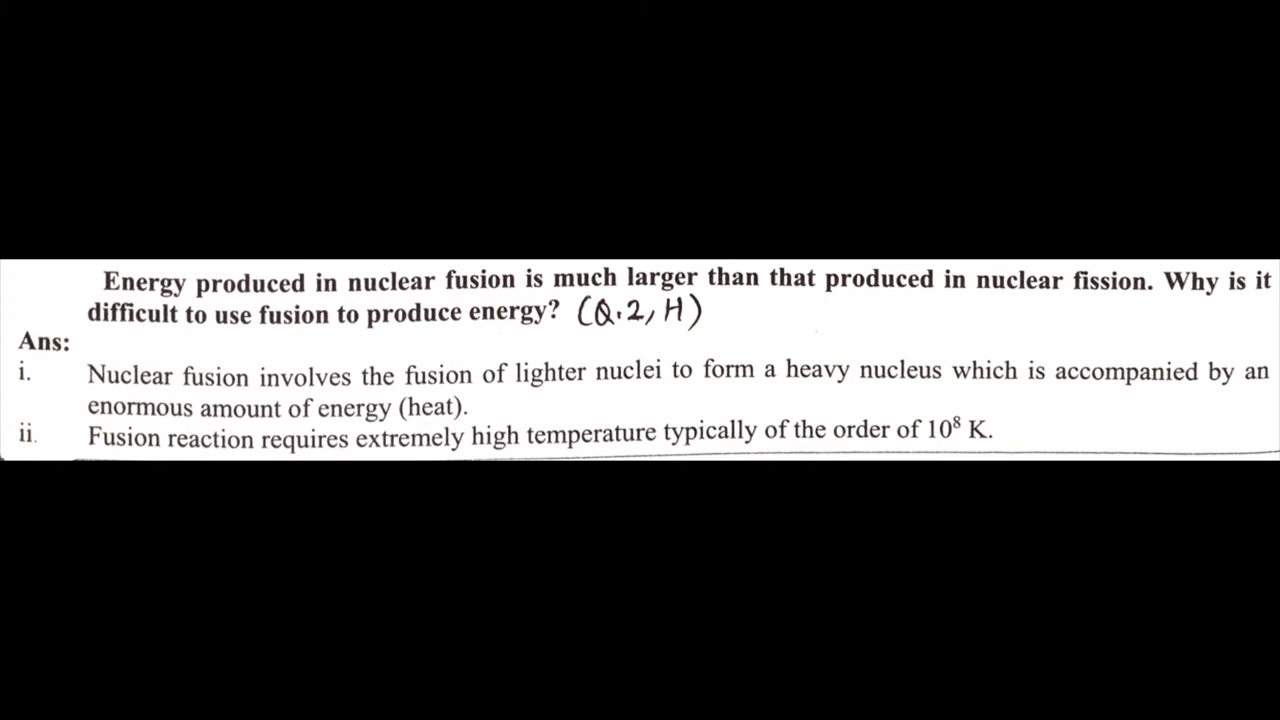 Energy produced in nuclear fusion is much larger than that produced in nuclear fission. Why is it
difficult to use fusion to produce energy? (Q.2, H)
Ans:
i. Nuclear fusion involves the fusion of lighter nuclei to form a heavy nucleus which is accompanied by an
enormous amount of energy (heat).
ii. Fusion reaction requires extremely high temperature typically of the order of 10⁸ K.